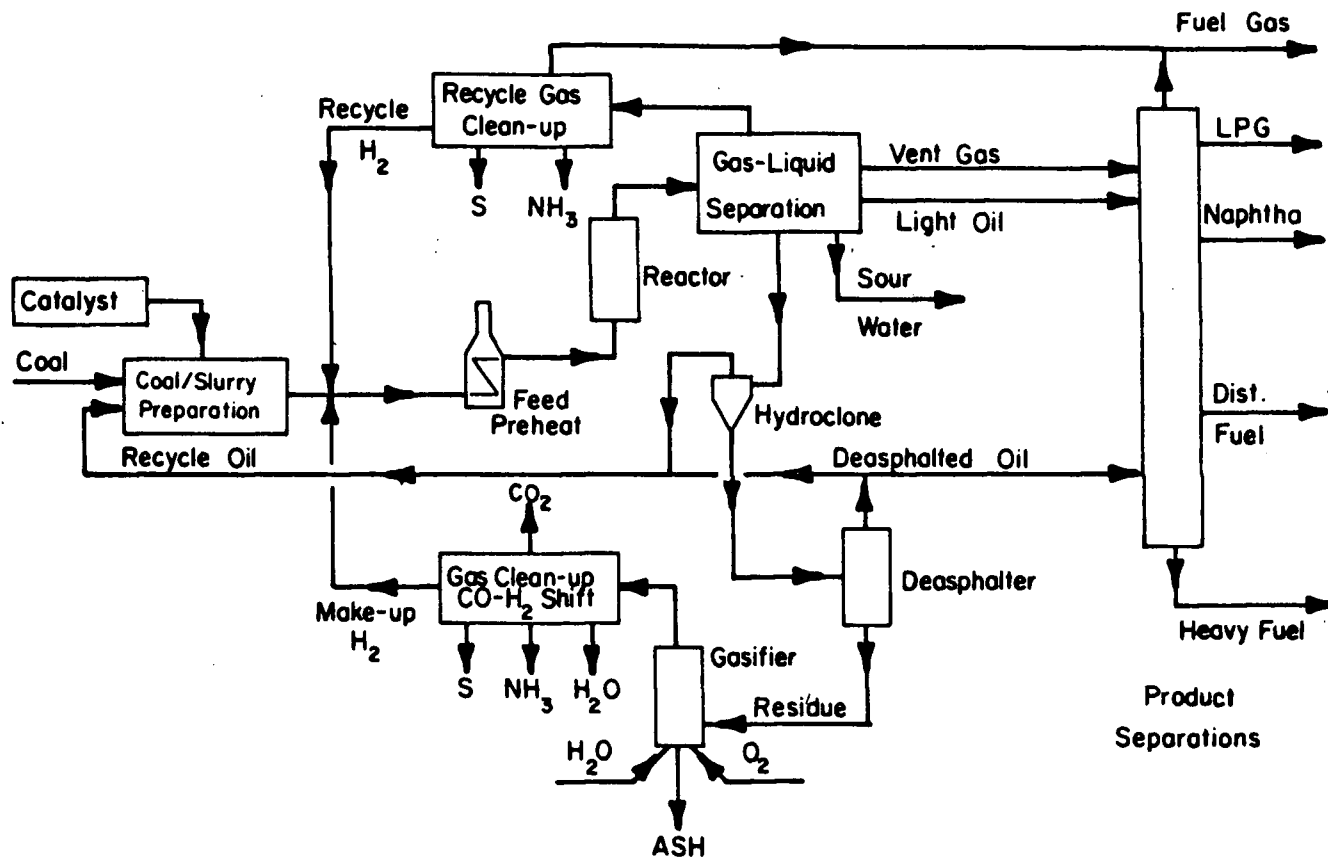 Fuel Gas
Recycle Gas
Clean-up
Recycle
H2
S
NH3
Gas-Liquid
Separation
Vent Gas
Light Oil
LPG
Naphtha
Reactor
Sour
Water
Catalyst
Coal
Coal/Slurry
Preparation
Feed
Preheat
Hydroclone
Dist.
Fuel
Recycle Oil
Deasphalted Oil
CO2
Gas Clean-up
CO-H2 Shift
Deasphalter
Make-up
H2
S
NH3
H2O
Gasifier
Heavy Fuel
Residue
Product
Separations
H2O
O2
ASH